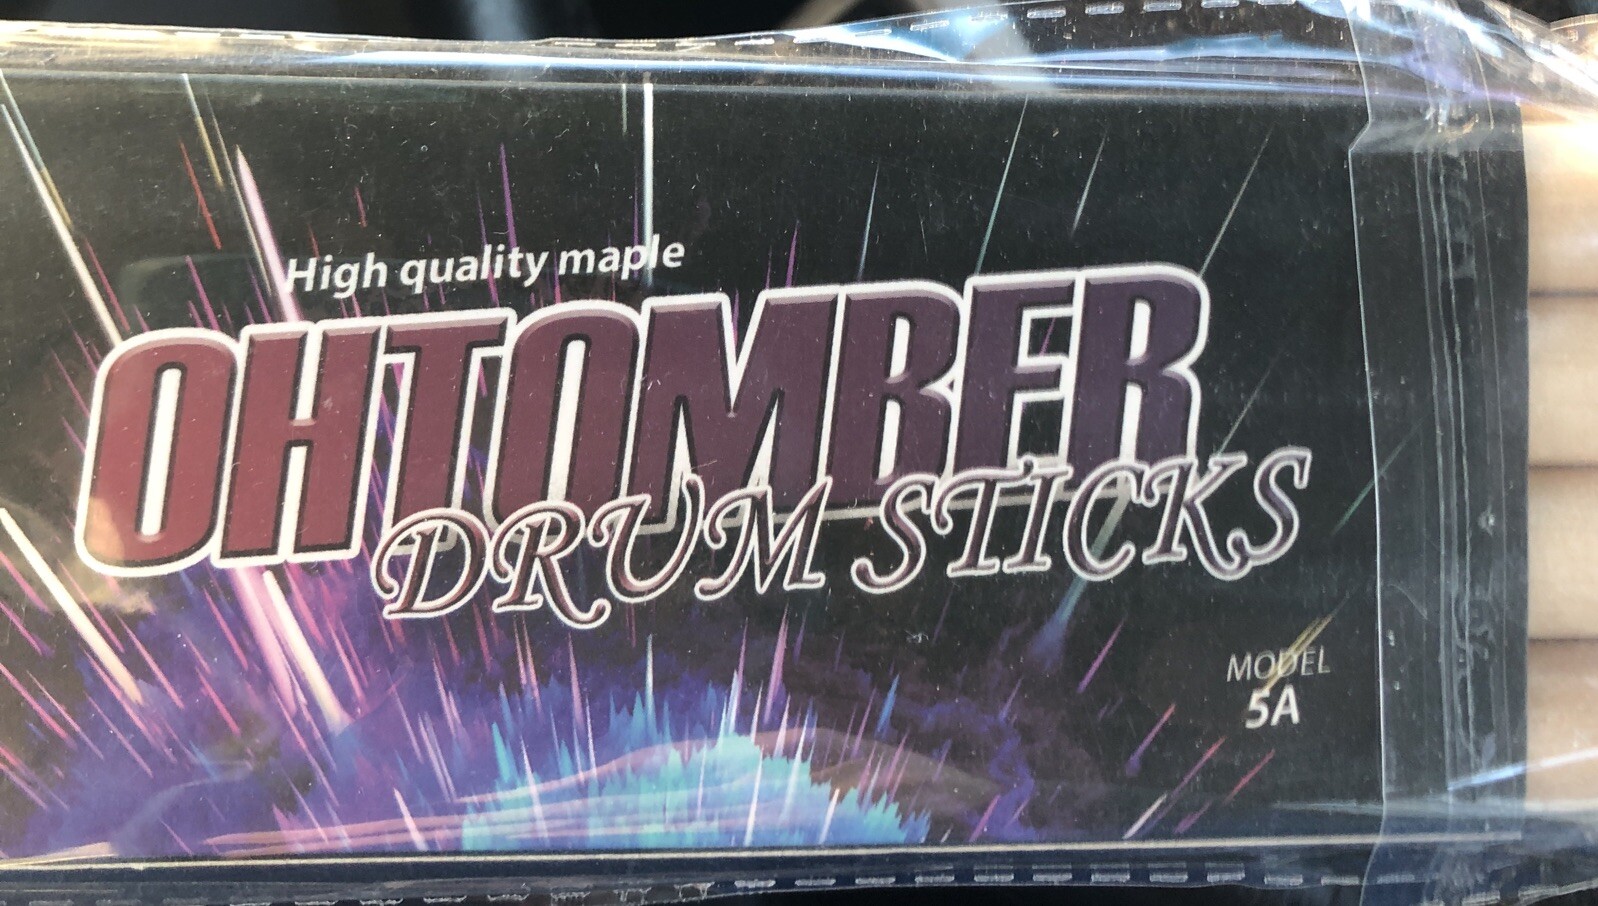 High quality maple
OHTOMBER
DRUM STICKS
MODEL
5A